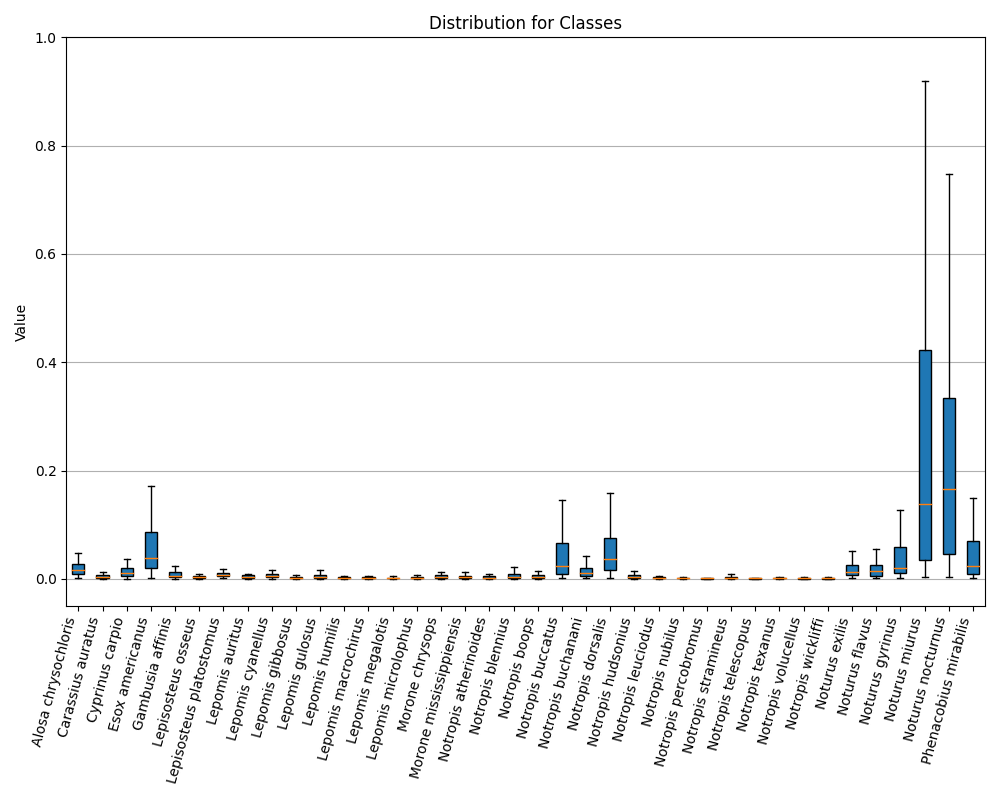 Distribution for Classes
Value
1.0
0.8
0.6
0.4
0.2
0.0
Alosa chrysochloris
Carassius auratus
Cyprinus carpio
Esox americanus
Gambusia affinis
Lepisosteus osseus
Lepisosteus platostomus
Lepomis auritus
Lepomis cyanellus
Lepomis gibbosus
Lepomis gulosus
Lepomis humilis
Lepomis macrochirus
Lepomis megalotis
Lepomis microlophus
Morone chrysops
Morone mississippiensis
Notropis atherinoides
Notropis blennius
Notropis boops
Notropis buccatus
Notropis buchanani
Notropis dorsalis
Notropis hudsonius
Notropis leuciodus
Notropis nubilus
Notropis percobromus
Notropis stramineus
Notropis telescopus
Notropis texanus
Notropis volucellus
Notropis wickliffi
Noturus exilis
Noturus flavus
Noturus gyrinus
Noturus miurus
Noturus nocturnus
Phenacobius mirabilis